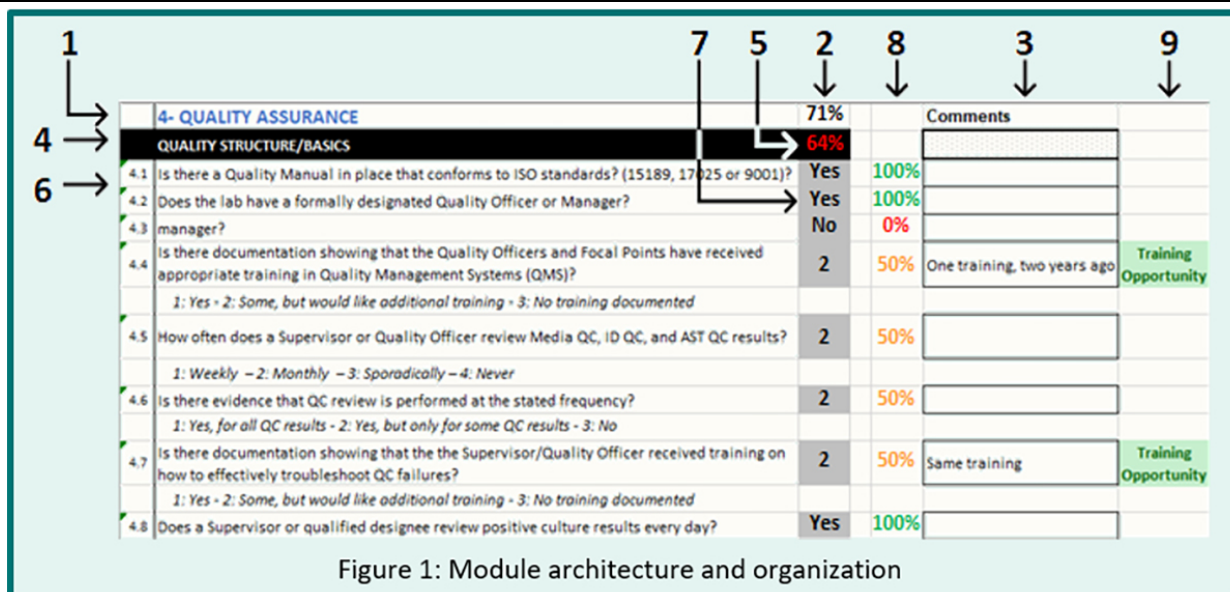 1 7 5 2 8 3 9
4- QUALITY ASSURANCE 71% Comments
4 QUALITY STRUCTURE/BASICS 64%
6 4.1 Is there a Quality Manual in place that conforms to ISO standards? (15189, 17025 or 9001)? Yes 100%
4.2 Does the lab have a formally designated Quality Officer or Manager? Yes 100%
4.3 manager? No 0%
4.4 Is there documentation showing that the Quality Officers and Focal Points have received
appropriate training in Quality Management Systems (QMS)? 2 50% One training, two years ago Training Opportunity
1: Yes - 2: Some, but would like additional training - 3: No training documented
4.5 How often does a Supervisor or Quality Officer review Media QC, ID QC, and AST QC results? 2 50%
1: Weekly – 2: Monthly – 3: Sporadically – 4: Never
4.6 Is there evidence that QC review is performed at the stated frequency? 2 50%
1: Yes, for all QC results - 2: Yes, but only for some QC results - 3: No
4.7 Is there documentation showing that the the Supervisor/Quality Officer received training on
how to effectively troubleshoot QC failures? 2 50% Same training Training Opportunity
1: Yes - 2: Some, but would like additional training - 3: No training documented
4.8 Does a Supervisor or qualified designee review positive culture results every day? Yes 100%
Figure 1: Module architecture and organization